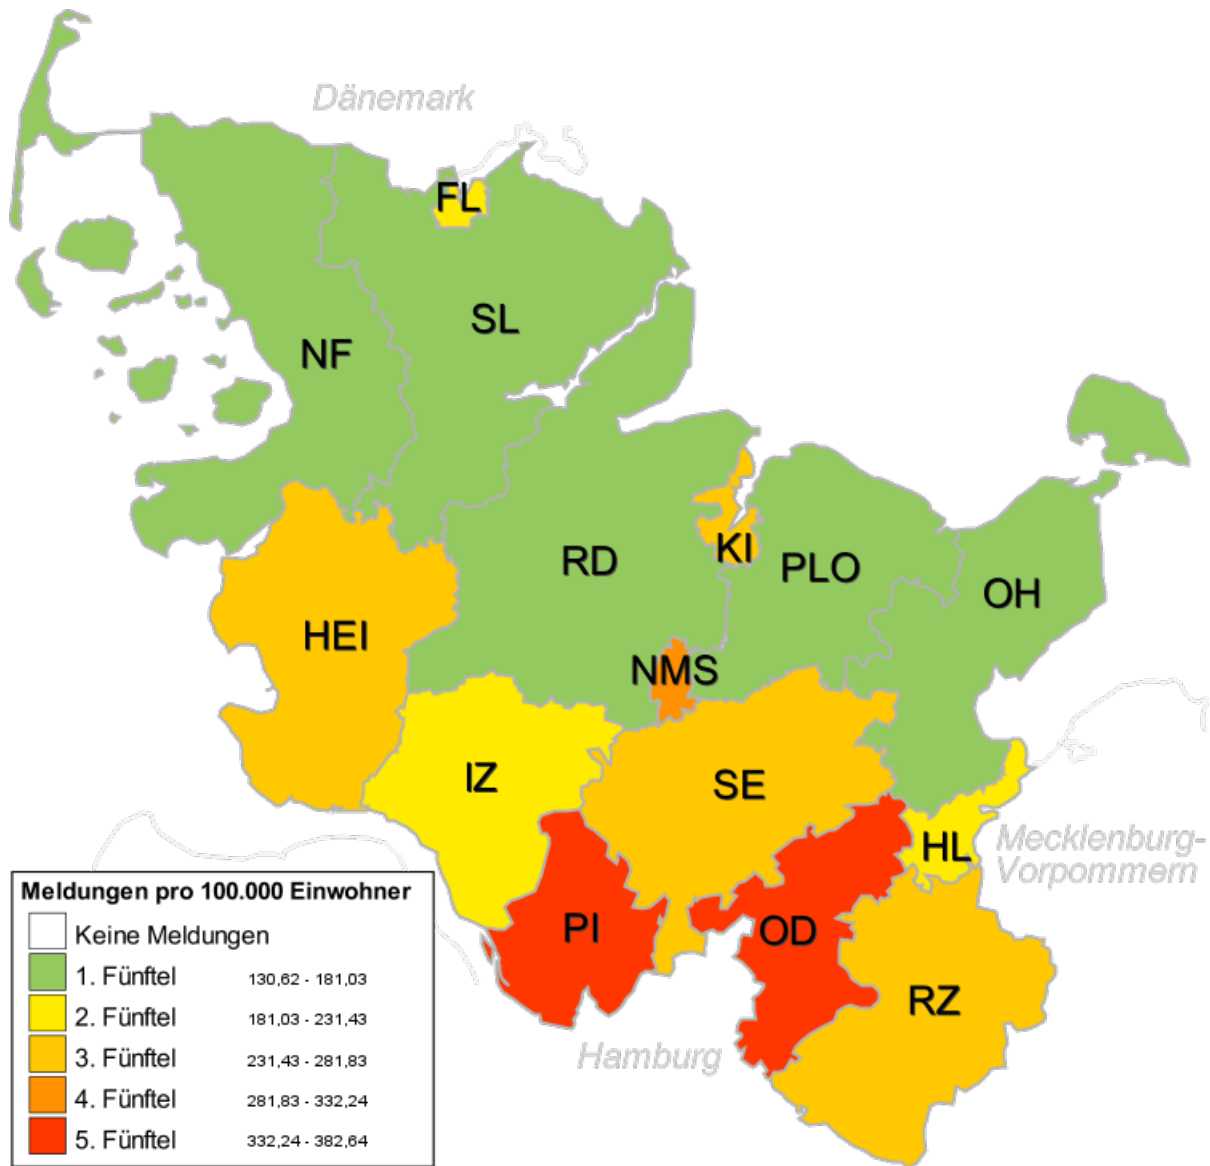 Dänemark
FL
SL
NF
RD
KI
PLO
OH
HEI
NMS
IZ
SE
HL
Mecklenburg-
Vorpommern
PI
OD
RZ
Hamburg
Meldungen pro 100.000 Einwohner
Keine Meldungen
1. Fünftel 130,62 - 181,03
2. Fünftel 181,03 - 231,43
3. Fünftel 231,43 - 281,83
4. Fünftel 281,83 - 332,24
5. Fünftel 332,24 - 382,64